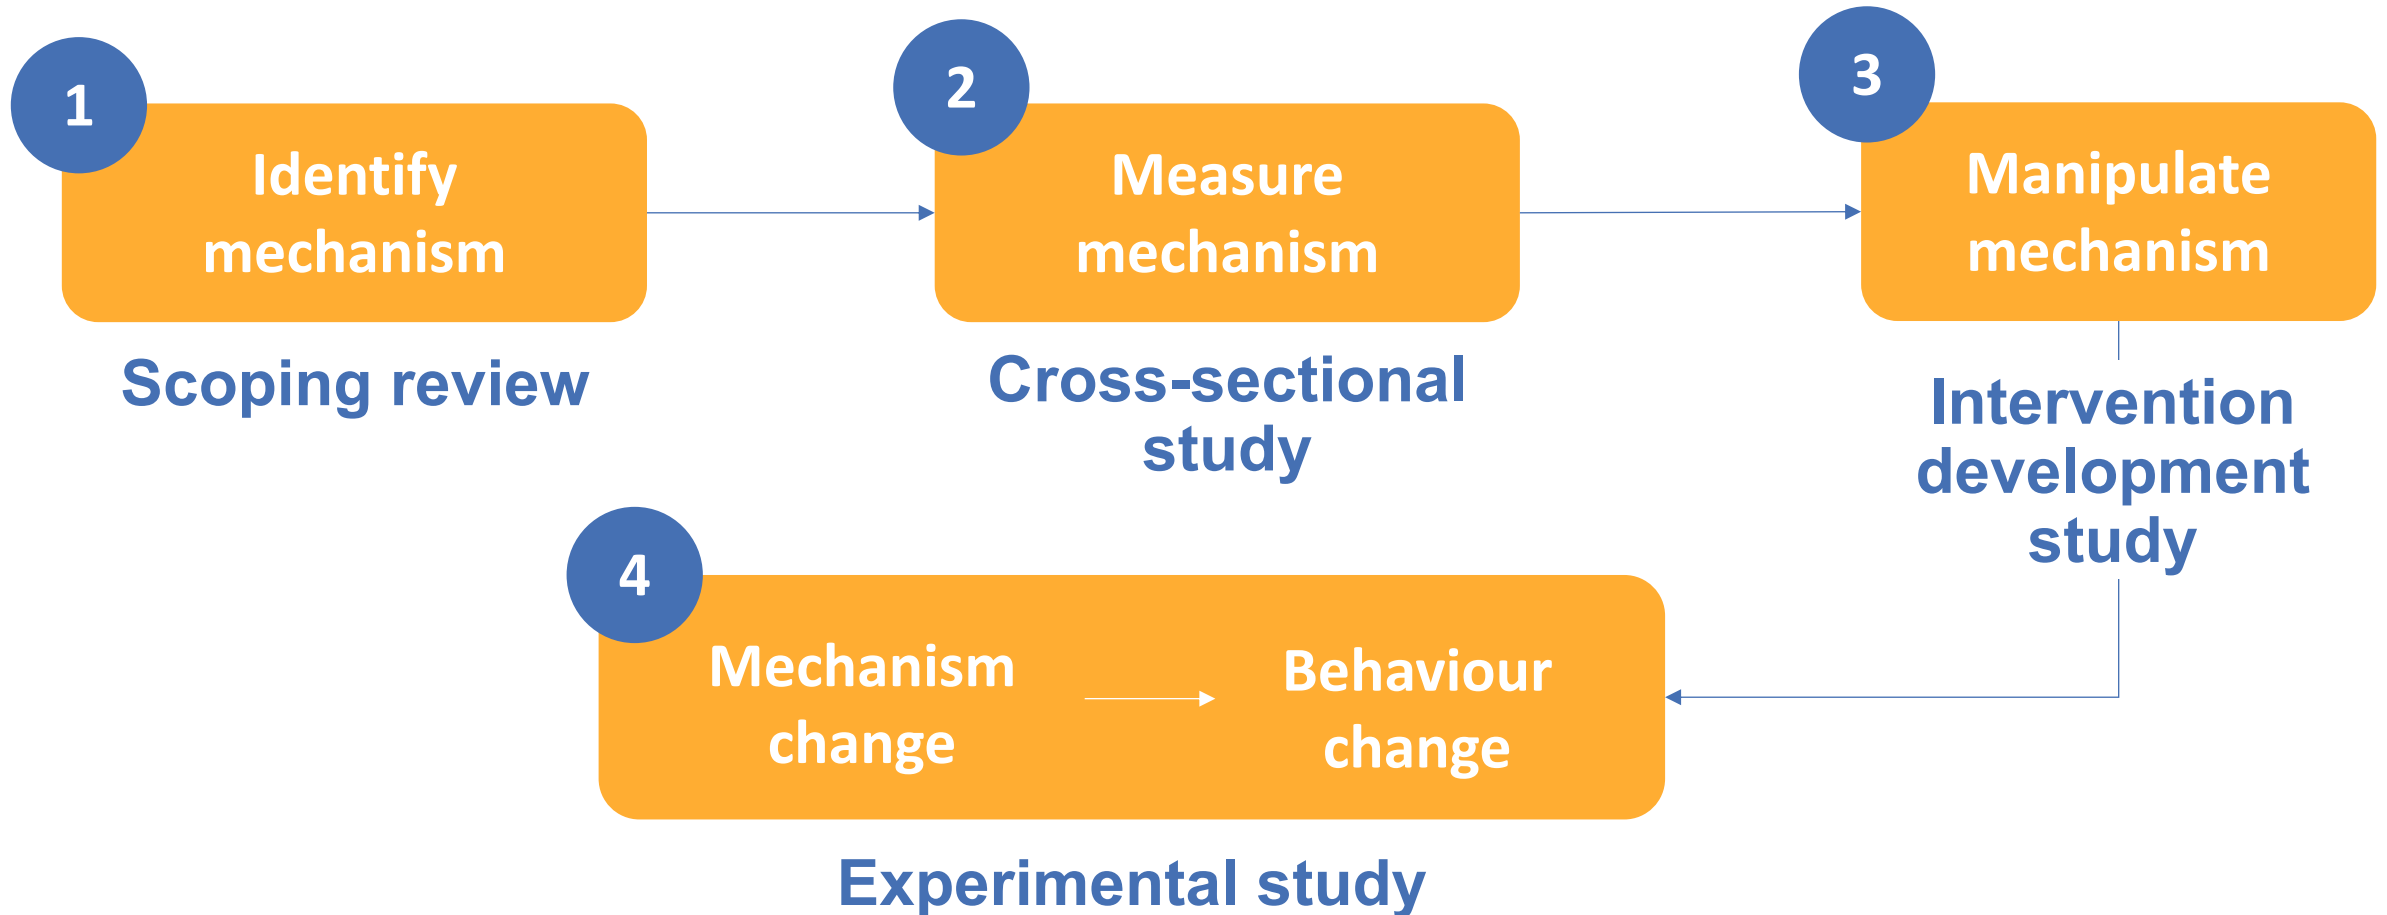 1
Identify
mechanism
Scoping review
2
Measure
mechanism
Cross-sectional
study
3
Manipulate
mechanism
Intervention
development
study
4
Mechanism
change
Behaviour
change
Experimental study